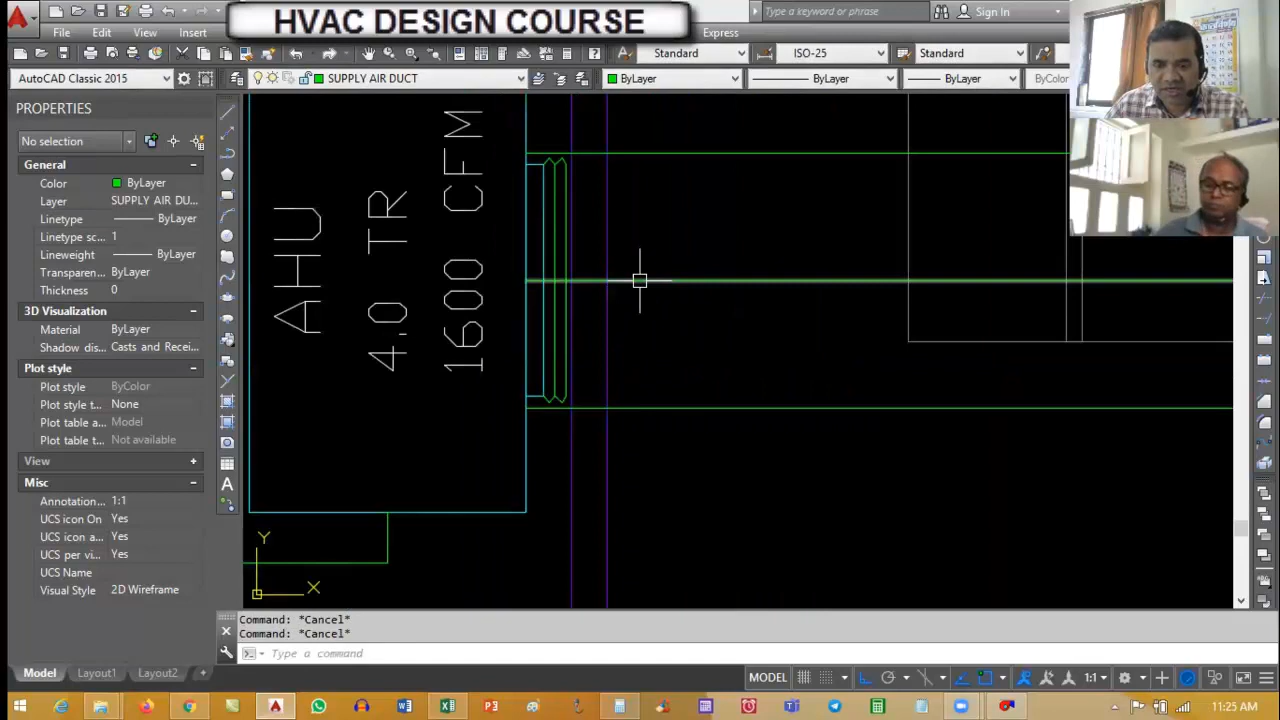 HVAC DESIGN COURSE
Type a keyword or phrase
Sign In
File
Edit
View
Insert
Express
Standard
ISO-25
Standard
AutoCAD Classic 2015
SUPPLY AIR DUCT
ByLayer
ByLayer
ByLayer
ByColor
PROPERTIES
No selection
General
Color ByLayer
Layer SUPPLY AIR DU...
Linetype ByLayer
Linetype sc... 1
Lineweight ByLayer
Transparen... ByLayer
Thickness 0
3D Visualization
Material ByLayer
Shadow dis... Casts and Recei...
Plot style
Plot style ByColor
Plot style t... None
Plot table a... Model
Plot table t... Not available
View
Misc
Annotation... 1:1
UCS icon On Yes
UCS icon a... Yes
UCS per vi... Yes
UCS Name
Visual Style 2D Wireframe
AHU
4.0 TR
1600 CFM
Y
X
Command: *Cancel*
Command: *Cancel*
Type a command
Model
Layout1
Layout2
MODEL
1:1
11:25 AM